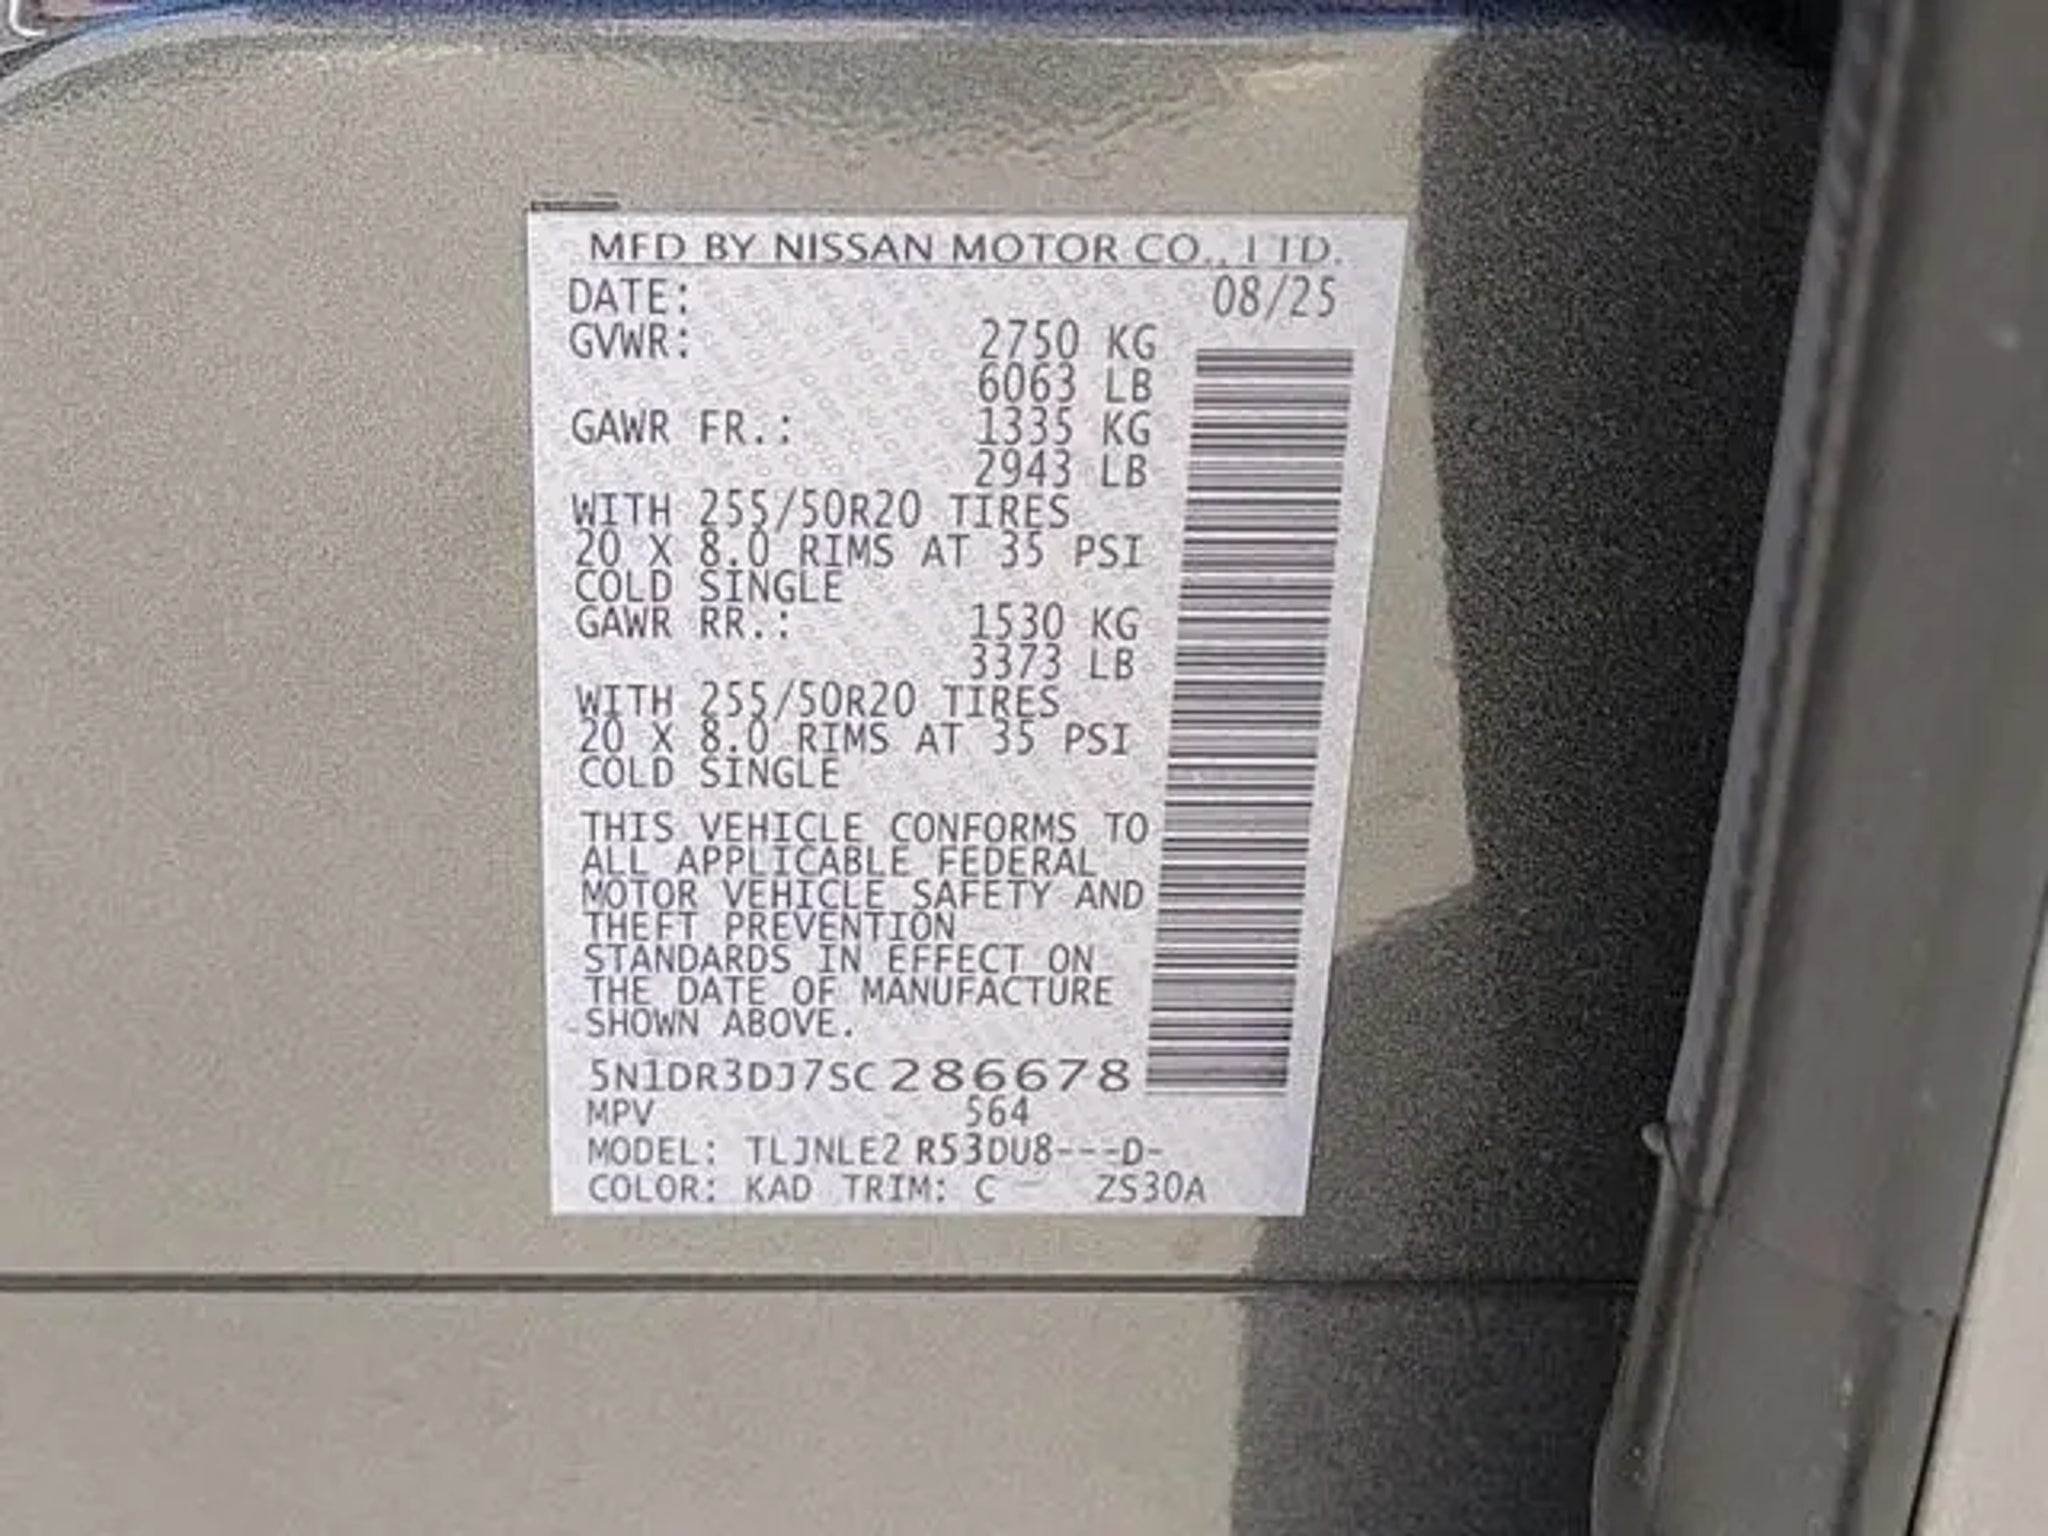 MFD BY NISSAN MOTOR CO., LTD.
DATE: 08/25
GVWR: 2750 KG
6063 LB
GAWR FR.: 1335 KG
2943 LB
WITH 255/50R20 TIRES
20 X 8.0 RIMS AT 35 PSI
COLD SINGLE
GAWR RR.: 1530 KG
3373 LB
WITH 255/50R20 TIRES
20 X 8.0 RIMS AT 35 PSI
COLD SINGLE
THIS VEHICLE CONFORMS TO
ALL APPLICABLE FEDERAL
MOTOR VEHICLE SAFETY AND
THEFT PREVENTION
STANDARDS IN EFFECT ON
THE DATE OF MANUFACTURE
SHOWN ABOVE.
5N1DR3DJ7SC286678
MPV 564
MODEL: TLJNLE2 R53DU8---D-
COLOR: KAD TRIM: C ZS30A